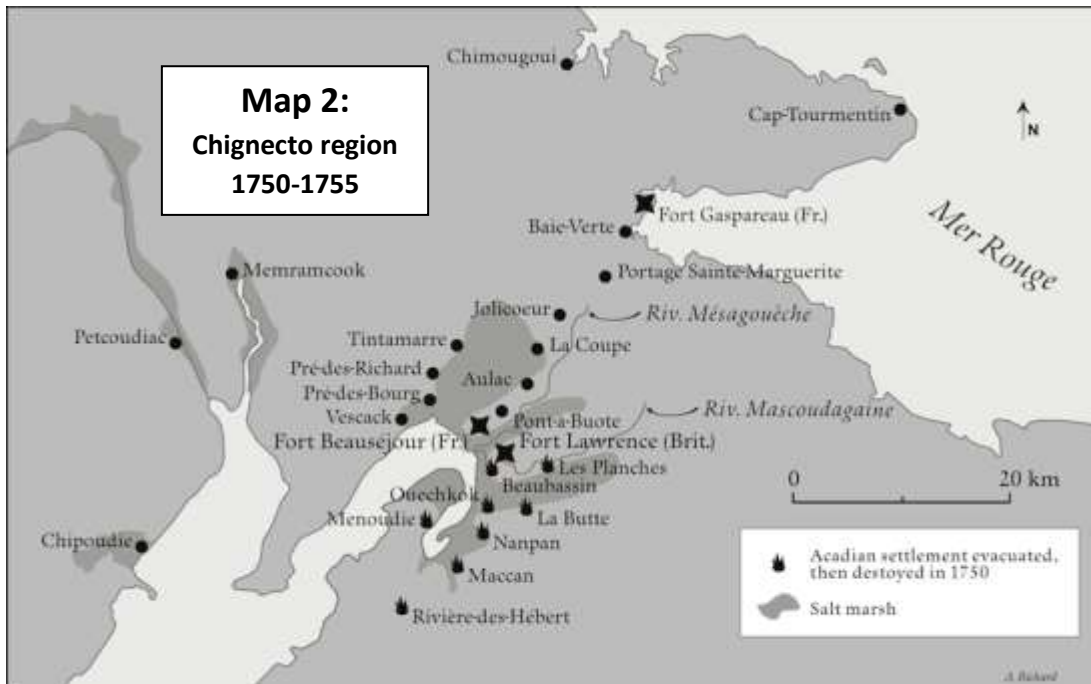 Map 2:
Chignecto region
1750-1755
Chimougoui
Cap-Tourmentin
N
Fort Gaspareau (Fr.)
Baie-Verte
Mer Rouge
Memramcook
Portage Sainte-Marguerite
Jolicoeur
Riv. Mésagouèche
Petcoudiac
Tintamarre
La Coupe
Pré-des-Richard
Aulac
Pré-des-Bourg
Vescack
Pont-a-Buote
Riv. Mascoudagaine
Fort Beauséjour (Fr.)
Fort Lawrence (Brit.)
Les Planches
Beaubassin
Ouechkok
Menoudie
La Butte
Nanpan
Chipoudie
Maccan
Rivière-des-Hébert
0 20 km
Acadian settlement evacuated,
then destoyed in 1750
Salt marsh
A. Richard